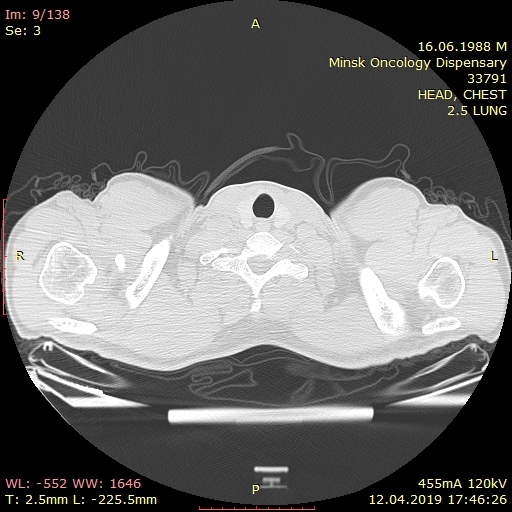 Im: 9/138
Se: 3
A
16.06.1988 M
Minsk Oncology Dispensary
33791
HEAD, CHEST
2.5 LUNG
R
L
WL: -552 WW: 1646
T: 2.5mm L: -225.5mm
P
455mA 120kV
12.04.2019 17:46:26